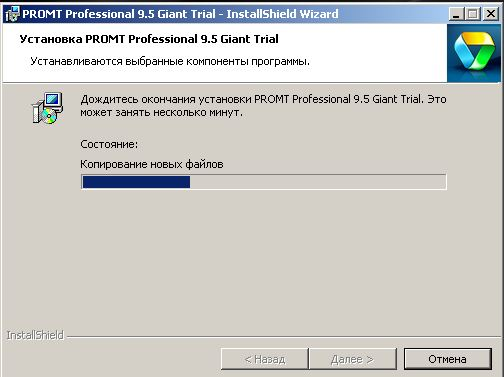 PROMT Professional 9.5 Giant Trial - InstallShield Wizard
Установка PROMT Professional 9.5 Giant Trial
Устанавливаются выбранные компоненты программы.
Дождитесь окончания установки PROMT Professional 9.5 Giant Trial. Это
может занять несколько минут.
Состояние:
Копирование новых файлов
InstallShield
< Назад
Далее >
Отмена